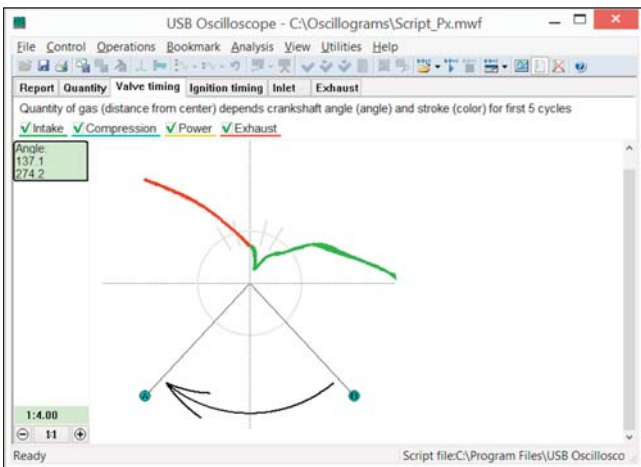 USB Oscilloscope - C:\Oscillograms\Script_Px.mwf
File Control Operations Bookmark Analysis View Utilities Help
Report Quantity Valve timing Ignition timing Inlet Exhaust
Quantity of gas (distance from center) depends crankshaft angle (angle) and stroke (color) for first 5 cycles
Intake Compression Power Exhaust
Angle:
137.1
274.2
A
B
1:4.00
1:1
Ready Script file:C\Program Files\USB Oscillosco